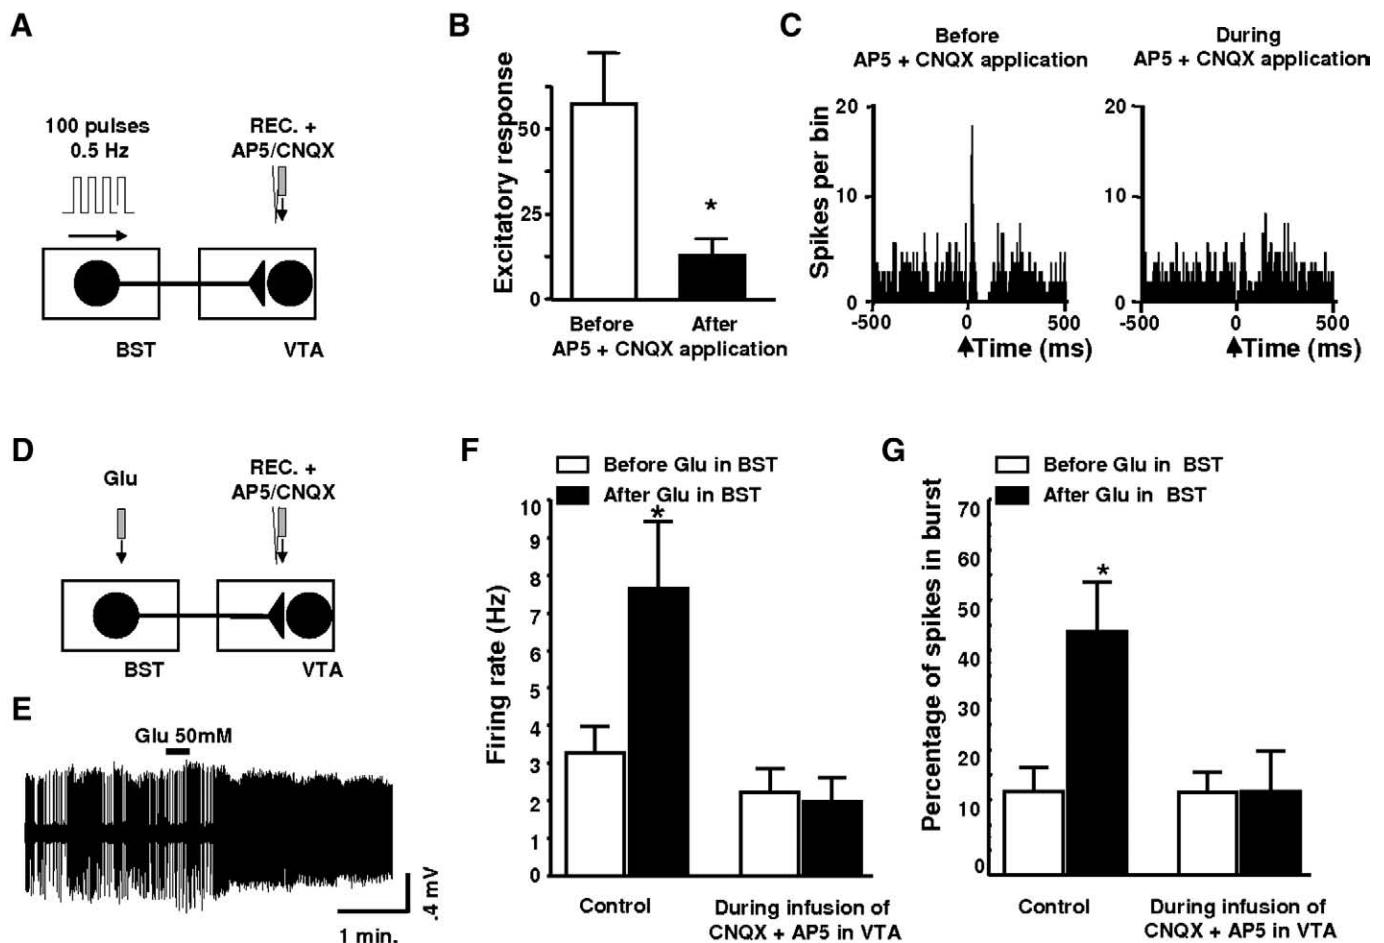 A
100 pulses
0.5 Hz
REC. +
AP5/CNQX
BST
VTA
B
Excitatory response
50
25
0
*
Before
After
AP5 + CNQX application
C
Before
AP5 + CNQX application
During
AP5 + CNQX application
Spikes per bin
20
10
0
-500
0
500
Time (ms)
20
10
0
-500
0
500
Time (ms)
D
Glu
REC. +
AP5/CNQX
BST
VTA
E
Glu 50mM
.4 mV
1 min.
F
Before Glu in BST
After Glu in BST
Firing rate (Hz)
10
9
8
7
6
5
4
3
2
1
0
*
Control
During infusion of
CNQX + AP5 in VTA
G
Before Glu in BST
After Glu in BST
Percentage of spikes in burst
70
60
50
40
30
20
10
0
*
Control
During infusion of
CNQX + AP5 in VTA